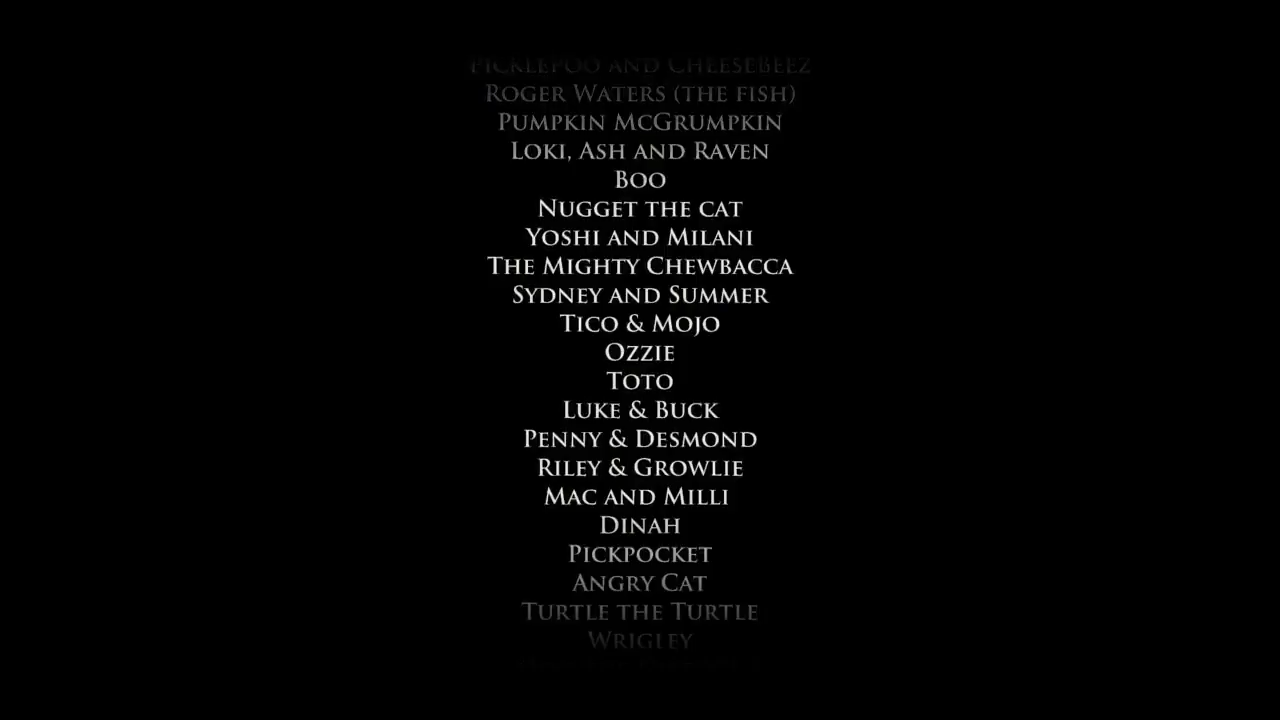 Picklepoo and Cheesebeez
Roger Waters (the fish)
Pumpkin McGrumpkin
Loki, Ash and Raven
Boo
Nugget the cat
Yoshi and Milani
The Mighty Chewbacca
Sydney and Summer
Tico & Mojo
Ozzie
Toto
Luke & Buck
Penny & Desmond
Riley & Growlie
Mac and Milli
Dinah
Pickpocket
Angry Cat
Turtle the Turtle
Wrigley